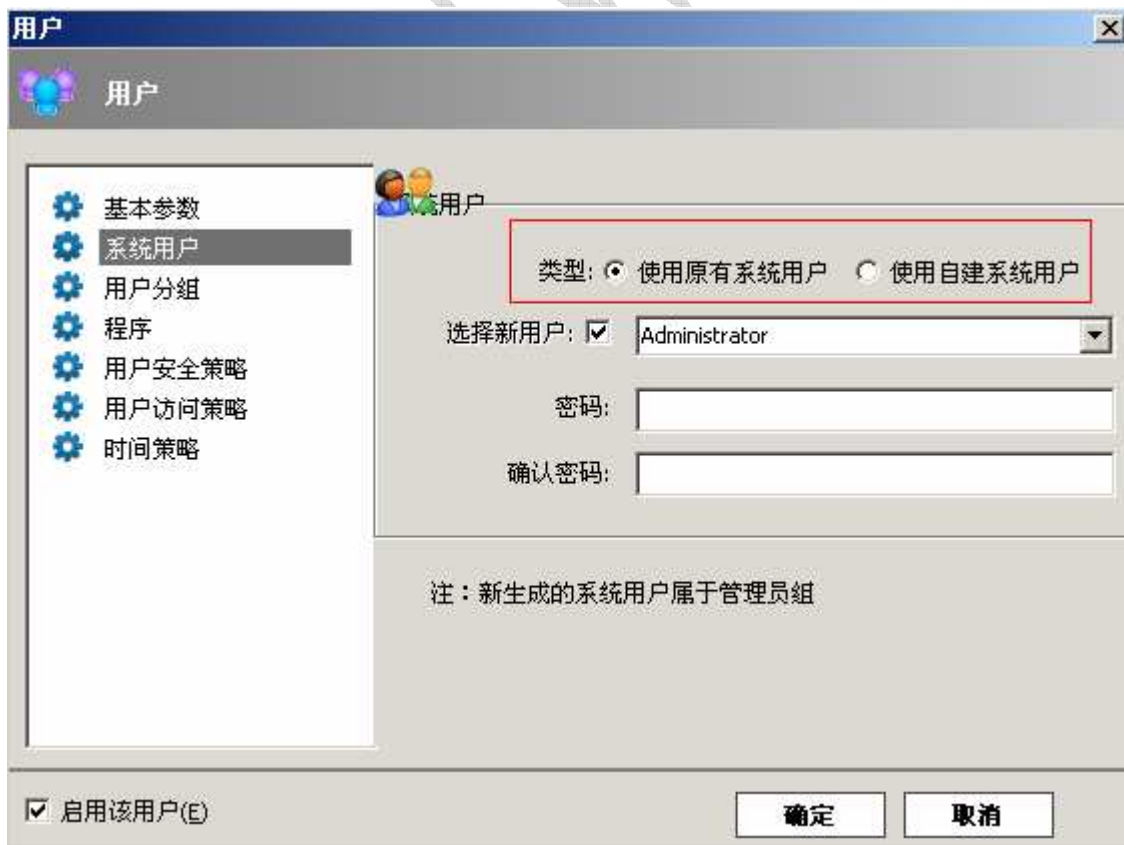 用户
用户
基本参数
系统用户
用户分组
程序
用户安全策略
用户访问策略
时间策略
统用户
类型: 使用原有系统用户 使用自建系统用户
选择新用户: Administrator
密码:
确认密码:
注：新生成的系统用户属于管理员组
启用该用户(E)
确定 取消